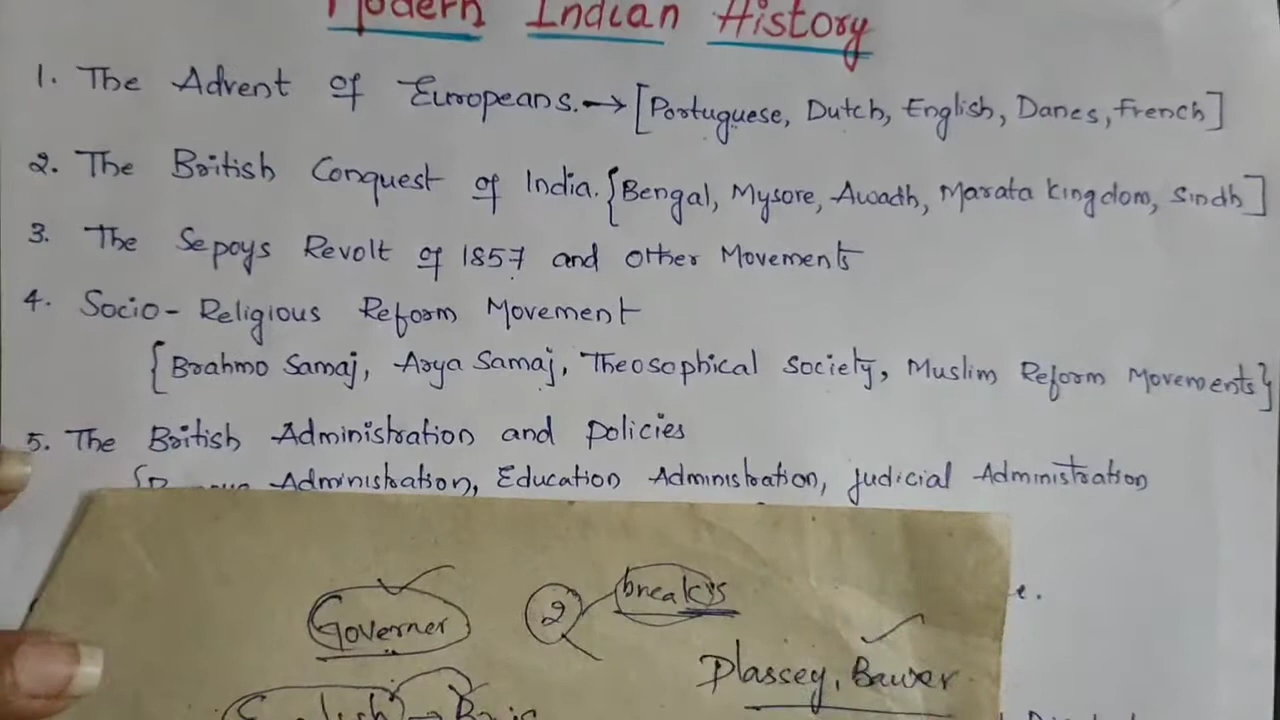 Modern Indian History
1. The Advent of Europeans.→ [Portuguese, Dutch, English, Danes, French]
2. The British Conquest of India. {Bengal, Mysore, Awadh, Marata kingdom, Sindh]
3. The Sepoys Revolt of 1857 and other Movements
4. Socio-Religious Reform Movement
{Brahmo Samaj, Arya Samaj, Theosophical Society, Muslim Reform Movements}
5. The British Administration and policies
Administration, Education Administration, Judicial Administration
Governer 2
Plassey,
English